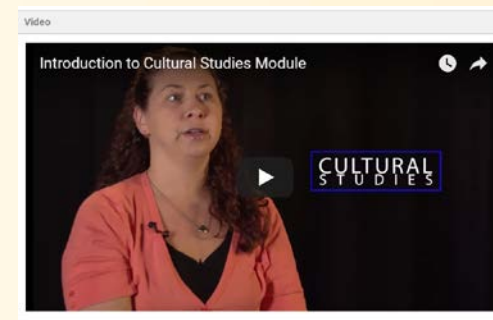 Video
Introduction to Cultural Studies Module
CULTURAL
STUDIES